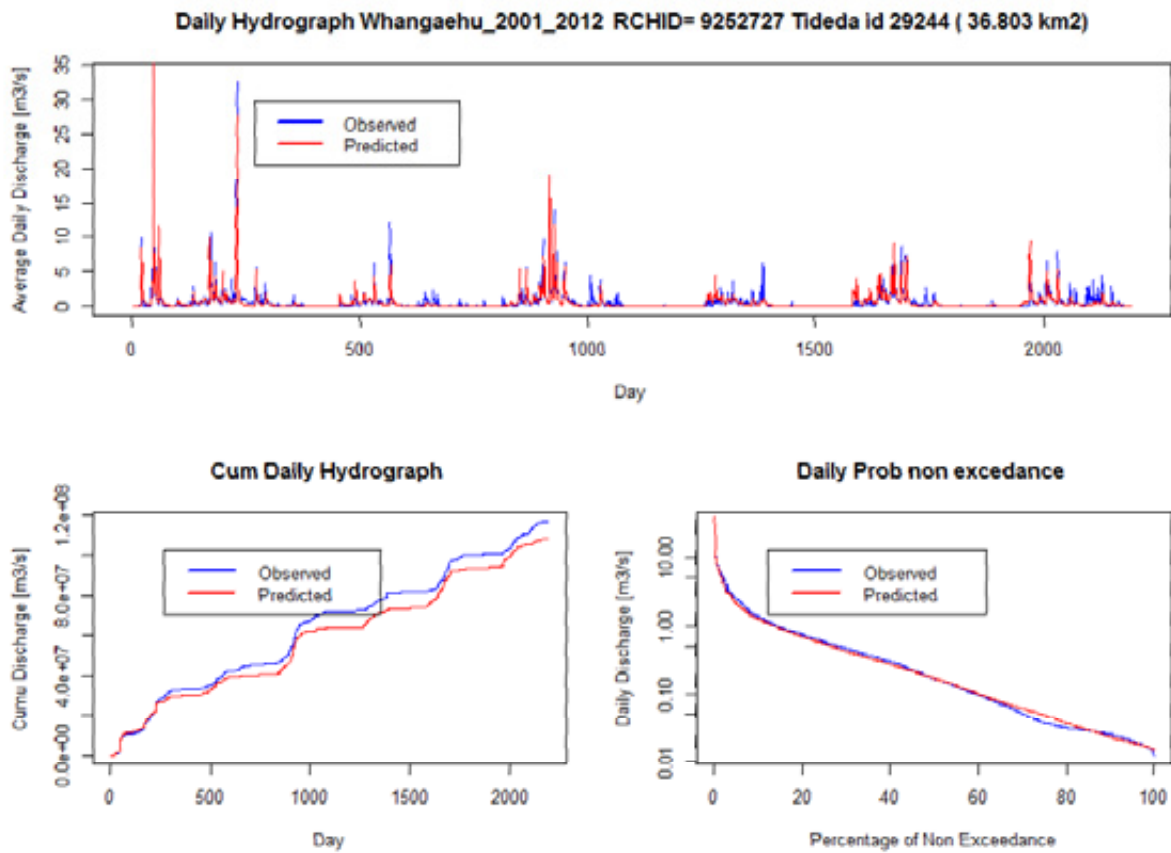 Daily Hydrograph Whangaehu_2001_2012 RCHID= 9252727 Tideda id 29244 ( 36.803 km2)
Average Daily Discharge [m3/s]
35
30
25
20
15
10
5
0
Observed
Predicted
0 500 1000 1500 2000
Day
Cum Daily Hydrograph
Cumu Discharge [m3/s]
1.2e+08
8.0e+07
4.0e+07
0.0e+00
Observed
Predicted
0 500 1000 1500 2000
Day
Daily Prob non excedance
Daily Discharge [m3/s]
10.00
1.00
0.10
0.01
Observed
Predicted
0 20 40 60 80 100
Percentage of Non Exceedance